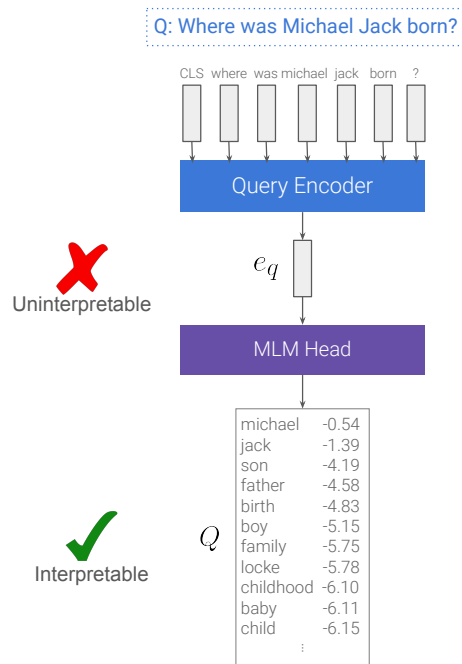 Q: Where was Michael Jack born?
CLS where was michael jack born ?
Query Encoder
e_q
Uninterpretable
MLM Head
michael -0.54
jack -1.39
son -4.19
father -4.58
birth -4.83
boy -5.15
Q
family -5.75
locke -5.78
Interpretable
childhood -6.10
baby -6.11
child -6.15
⋮